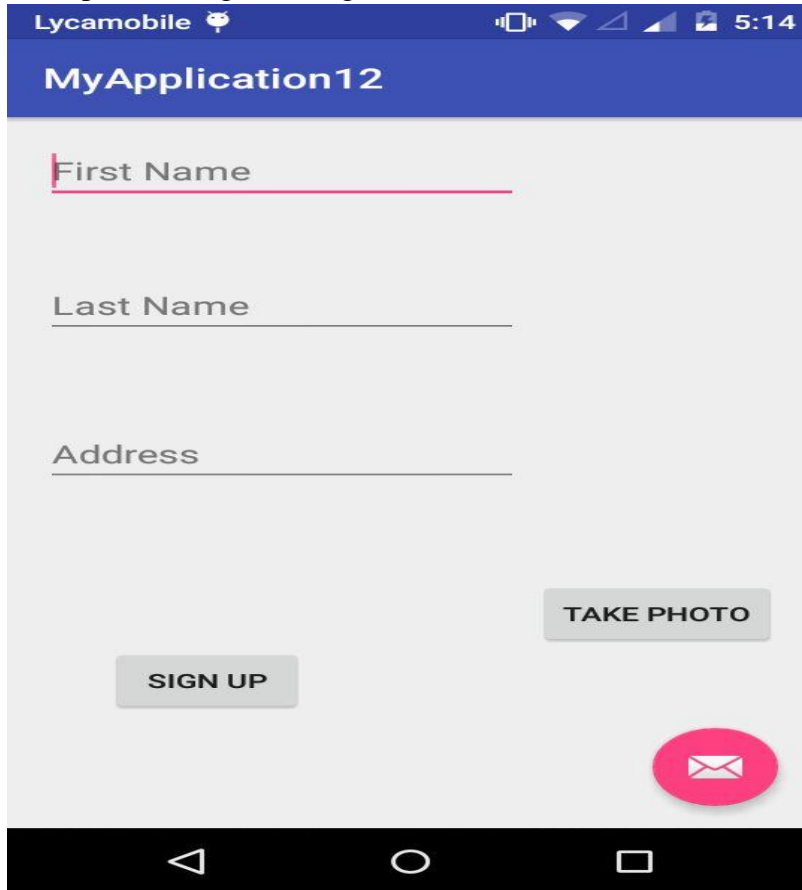 Lycamobile 5:14
MyApplication12
First Name
Last Name
Address
TAKE PHOTO
SIGN UP